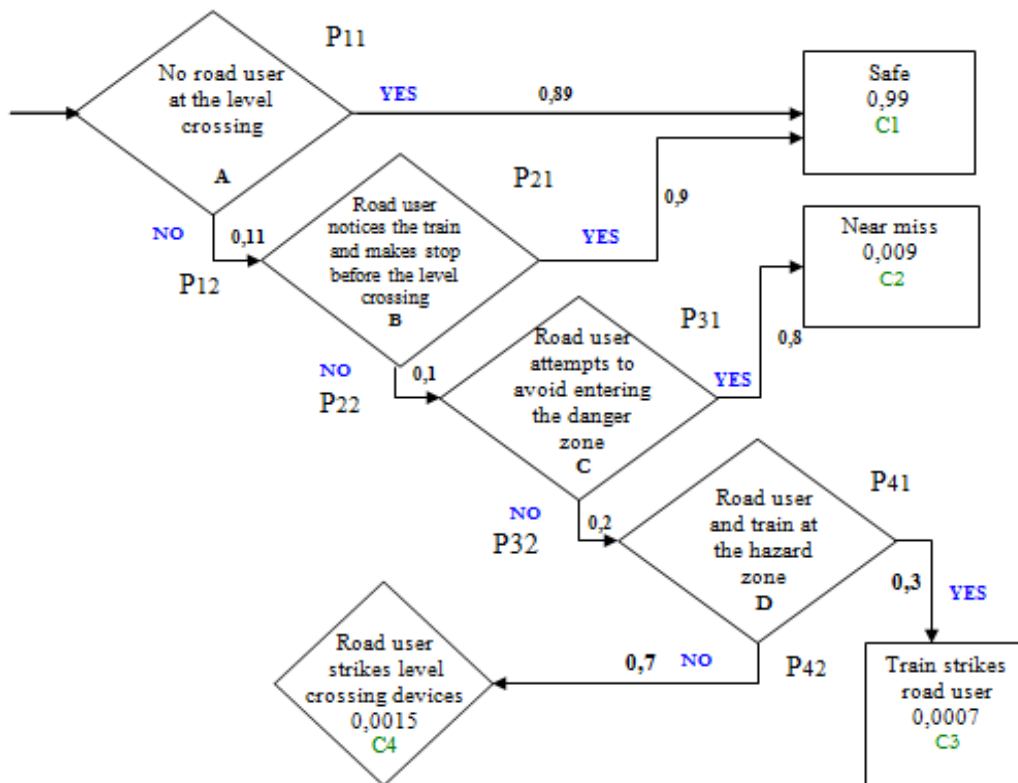 P11
No road user
at the level
crossing
A
YES
0,89
Safe
0,99
C1
NO
0,11
P12
P21
Road user
notices the train
and makes stop
before the level
crossing
B
YES
0,9
Near miss
0,009
C2
NO
0,1
P22
P31
Road user
attempts to
avoid entering
the danger
zone
C
YES
0,8
NO
0,2
P32
P41
Road user
and train at
the hazard
zone
D
0,3
YES
0,7
NO
P42
Road user
strikes level
crossing devices
0,0015
C4
Train strikes
road user
0,0007
C3